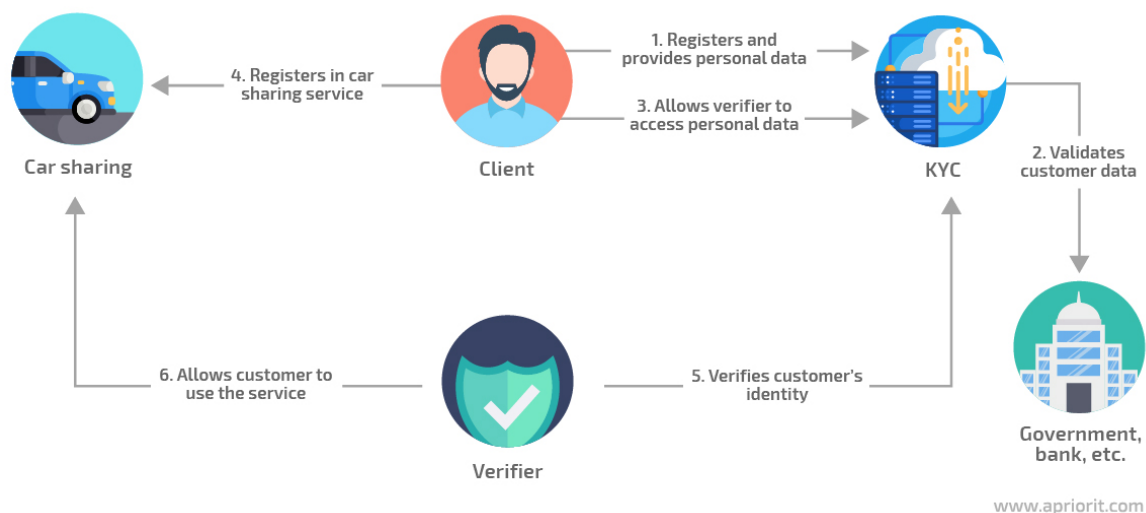 1. Registers and
provides personal data
4. Registers in car
sharing service
3. Allows verifier to
access personal data
2. Validates
customer data
Car sharing
Client
KYC
6. Allows customer to
use the service
5. Verifies customer's
identity
Government,
bank, etc.
Verifier
www.apriorit.com